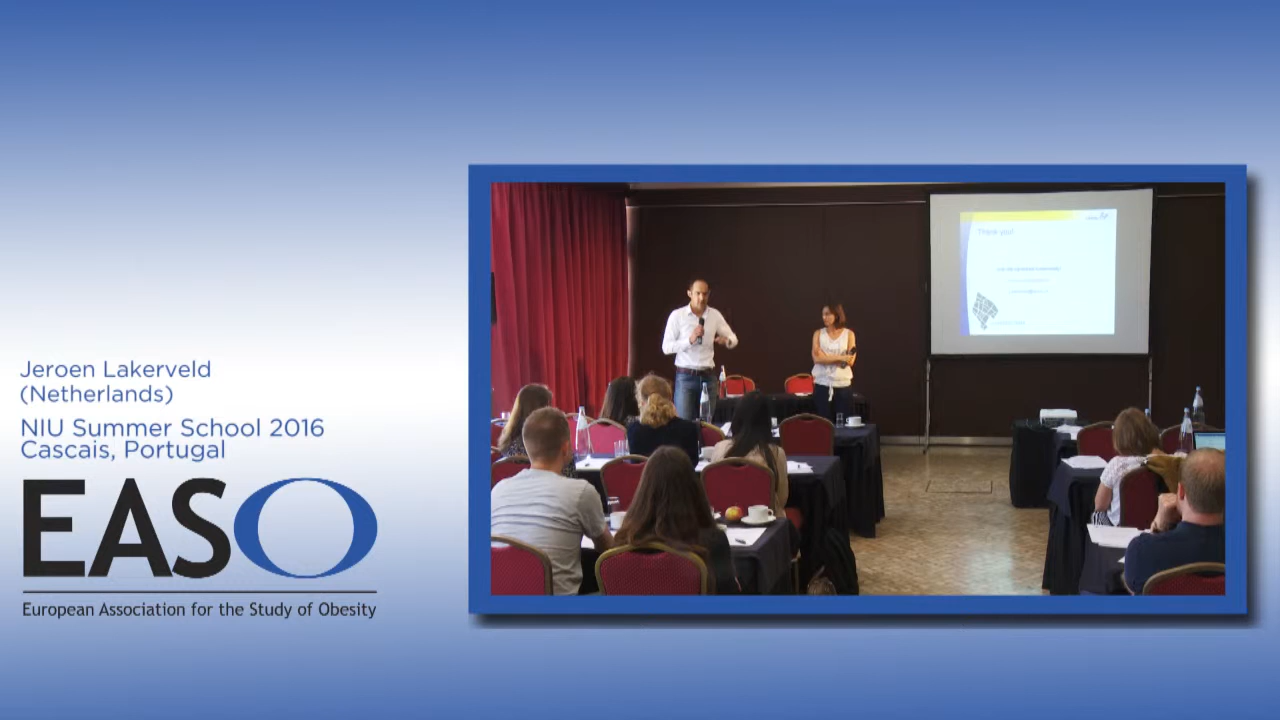 Jeroen Lakerveld
(Netherlands)
NIU Summer School 2016
Cascais, Portugal
EASO
European Association for the Study of Obesity
Thank you!